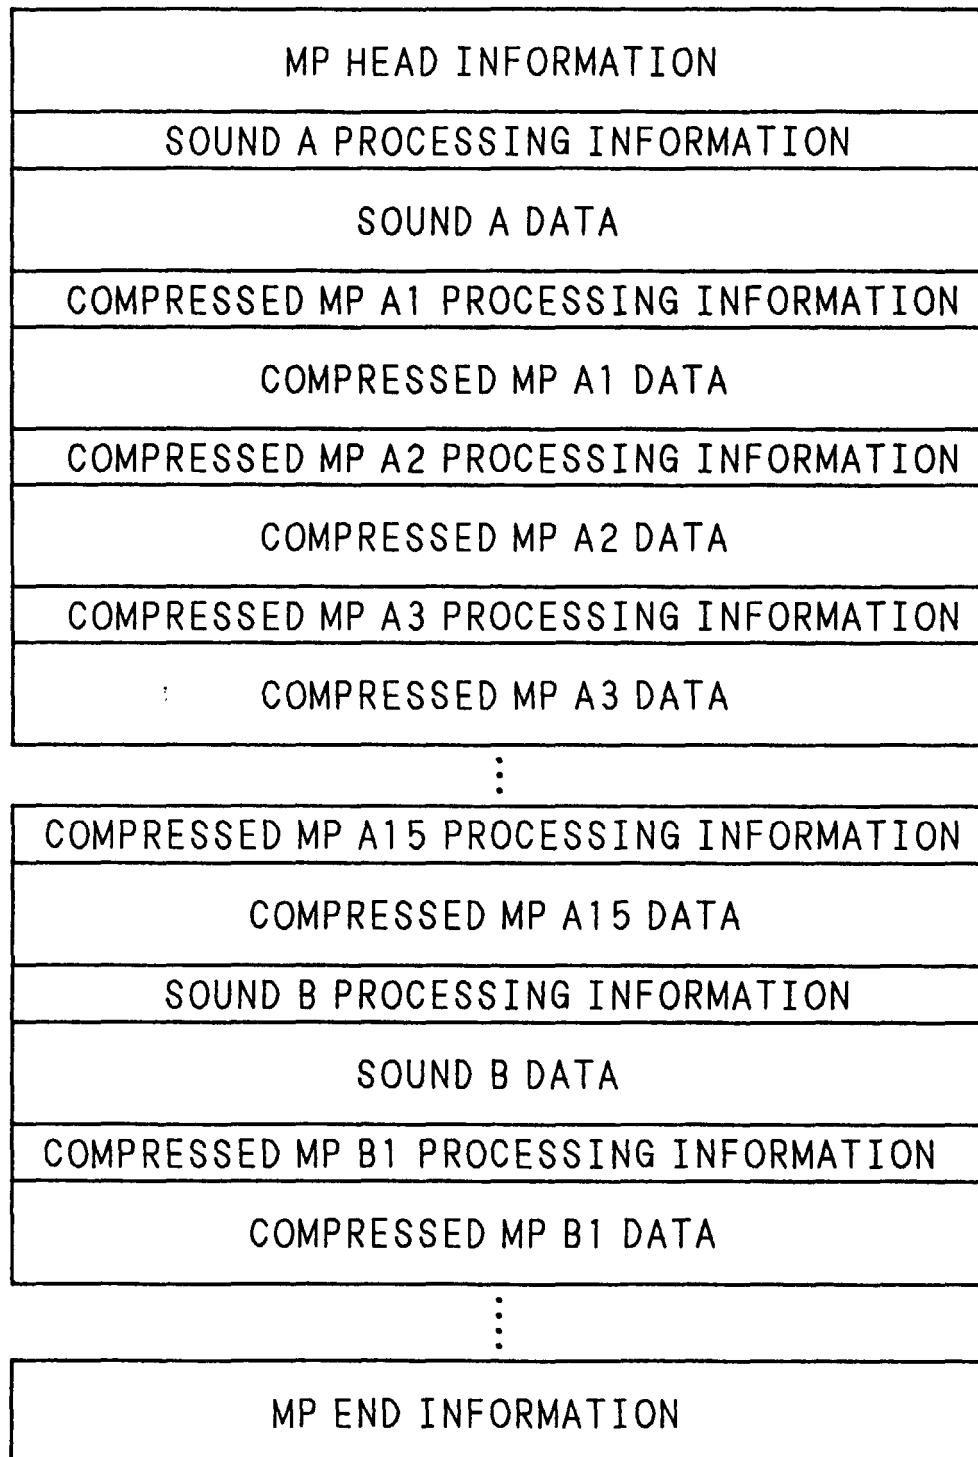 MP HEAD INFORMATION
SOUND A PROCESSING INFORMATION
SOUND A DATA
COMPRESSED MP A1 PROCESSING INFORMATION
COMPRESSED MP A1 DATA
COMPRESSED MP A2 PROCESSING INFORMATION
COMPRESSED MP A2 DATA
COMPRESSED MP A3 PROCESSING INFORMATION
COMPRESSED MP A3 DATA
COMPRESSED MP A15 PROCESSING INFORMATION
COMPRESSED MP A15 DATA
SOUND B PROCESSING INFORMATION
SOUND B DATA
COMPRESSED MP B1 PROCESSING INFORMATION
COMPRESSED MP B1 DATA
MP END INFORMATION